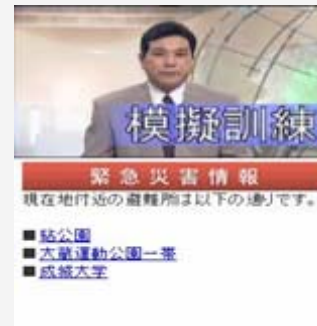 模擬訓練
緊急災害情報
現在地付近の避難所は以下の通りです。
■砧公園
■大蔵運動公園一帯
■成城大学